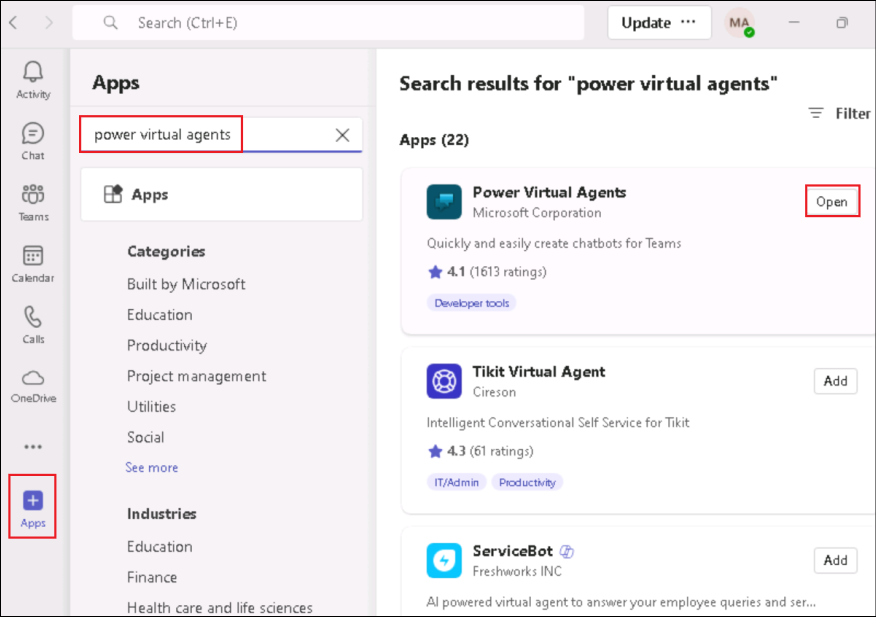 Search (Ctrl+E)
Update ...
MA
Activity
Chat
Teams
Calendar
Calls
OneDrive
Apps
Apps
power virtual agents
Apps
Categories
Built by Microsoft
Education
Productivity
Project management
Utilities
Social
See more
Industries
Education
Finance
Health care and life sciences
Search results for "power virtual agents"
Filter
Apps (22)
Power Virtual Agents
Open
Microsoft Corporation
Quickly and easily create chatbots for Teams
4.1 (1613 ratings)
Developer tools
Tikit Virtual Agent
Add
Cireson
Intelligent Conversational Self Service for Tikit
4.3 (61 ratings)
IT/Admin Productivity
ServiceBot
Add
Freshworks INC
AI powered virtual agent to answer your employee queries and ser...